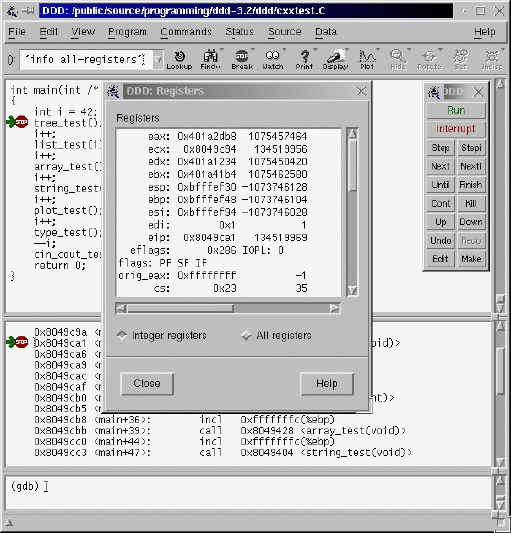 DDD: /public/source/programming/ddd-3.2/ddd/cxxtest.C
File Edit View Program Commands Status Source Data Help
(): "info all-registers" Lookup Find» Break Watch Print Display Plot Hide Rotate Set Undisp
int main(int /*
{
int i = 42;
tree_test();
i++;
list_test(i)
i++;
array_test()
i++;
string_test(
i++;
plot_test();
i++;
type_test();
--i;
cin_cout_tes
return 0;
}
DDD: Registers
Registers
eax: 0x401a2db8 1075457464
ecx: 0x8049c94 134519956
edx: 0x401a1234 1075450420
ebx: 0x401a41b4 1075462580
esp: 0xbfffef30 -1073746128
ebp: 0xbfffef48 -1073746104
esi: 0xbfffef94 -1073746028
edi: 0x1 1
eip: 0x8049ca1 134519969
eflags: 0x286 IOPL: 0
flags: PF SF IF
orig_eax: 0xffffffff -1
cs: 0x23 35
Integer registers All registers
Close Help
DDD
Run
Interrupt
Step Stepi
Next Nexti
Until Finish
Cont Kill
Up Down
Undo Redo
Edit Make
0x8049c9a <m
0x8049ca1 <m void)>
0x8049ca6 <m
0x8049ca9 <m
0x8049cac <m
0x8049caf <m
0x8049cb0 <m nt)>
0x8049cb5 <m
0x8049cb8 <main+36>: incl 0xfffffffc(%ebp)
0x8049cbb <main+39>: call 0x8049428 <array_test(void)>
0x8049cc0 <main+44>: incl 0xfffffffc(%ebp)
0x8049cc3 <main+47>: call 0x8049404 <string_test(void)>
(gdb)